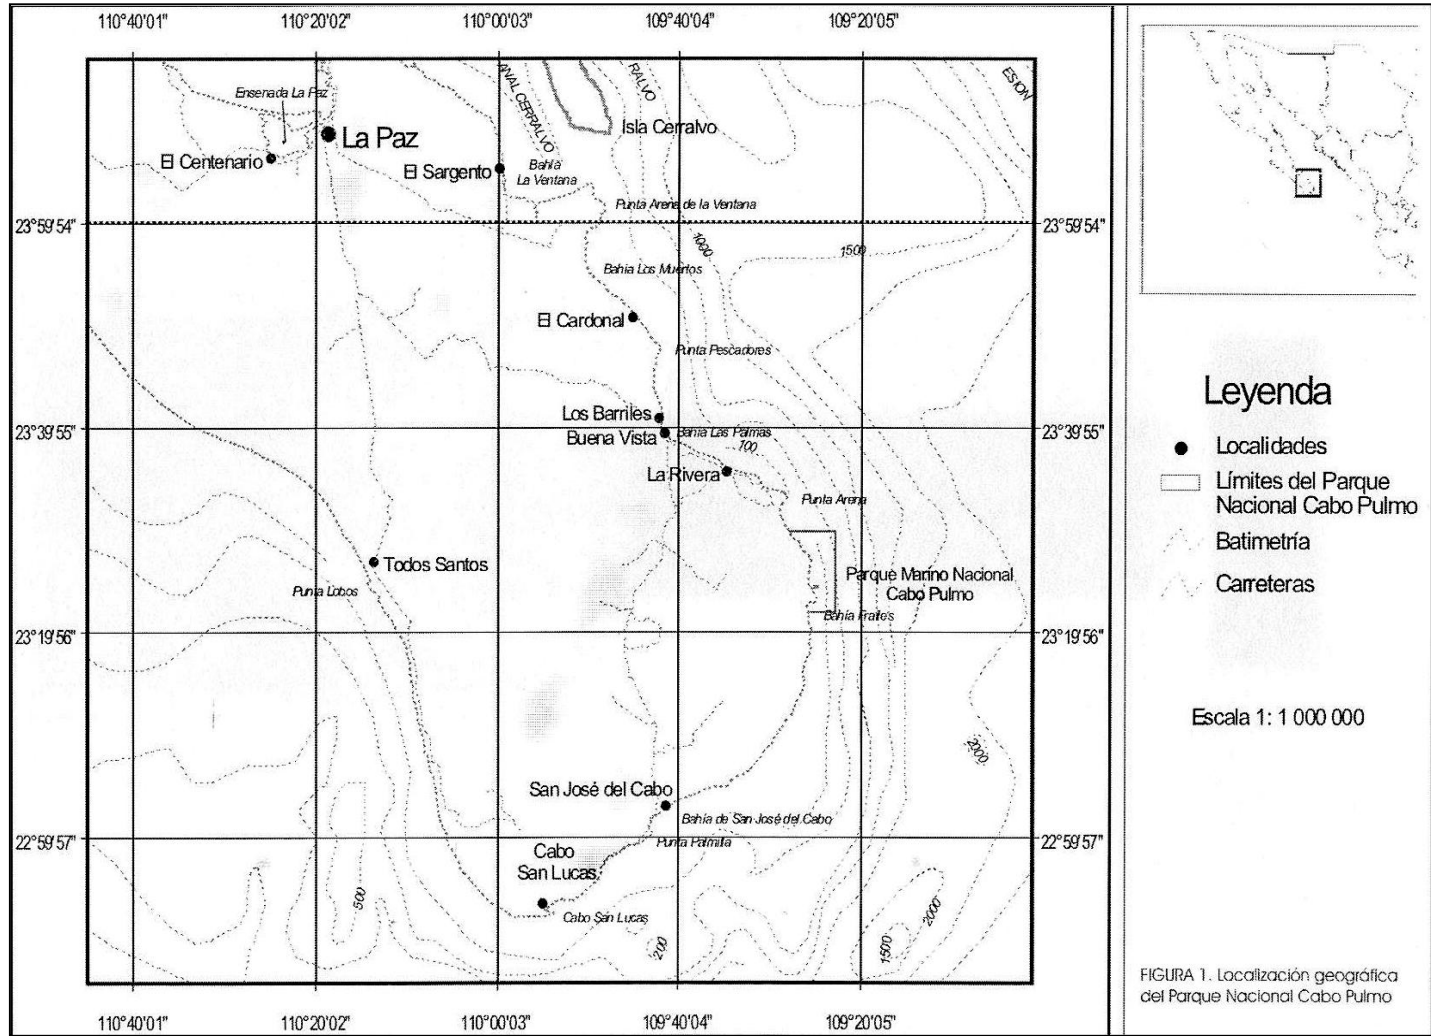 110°40'01"
110°20'02"
110°00'03"
109°40'04"
109°20'05"
Ensenada La Paz
La Paz
El Centenario
El Sargento
ANAL CERRALVO
RALVO
ESION
Isla Cerralvo
Bahía
La Ventana
Punta Arena de la Ventana
23°59'54"
23°59'54"
1000
1500
Bahía Los Muertos
El Cardonal
Punta Pescadores
Los Barriles
23°39'55"
Buena Vista
Bahía Las Palmas
23°39'55"
700
La Rivera
Punta Arena
Todos Santos
Punta Lobos
Parque Marino Nacional
Cabo Pulmo
Bahía Frailes
23°19'56"
23°19'56"
2000
San José del Cabo
Bahía de San José del Cabo
22°59'57"
Punta Palmilla
22°59'57"
Cabo
San Lucas
Cabo San Lucas
500
200
1500
2000
110°40'01"
110°20'02"
110°00'03"
109°40'04"
109°20'05"
Leyenda
Localidades
Límites del Parque
Nacional Cabo Pulmo
Batimetría
Carreteras
Escala 1: 1 000 000
FIGURA 1. Localización geográfica
del Parque Nacional Cabo Pulmo